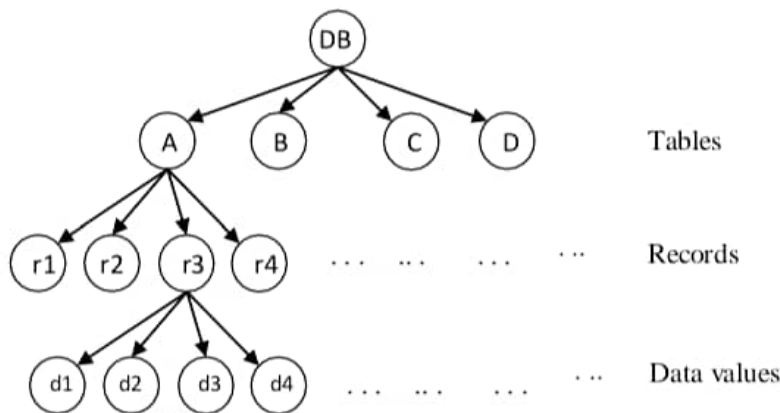 DB
A B C D Tables
r1 r2 r3 r4 ... ... ... ... Records
d1 d2 d3 d4 ... ... ... ... Data values